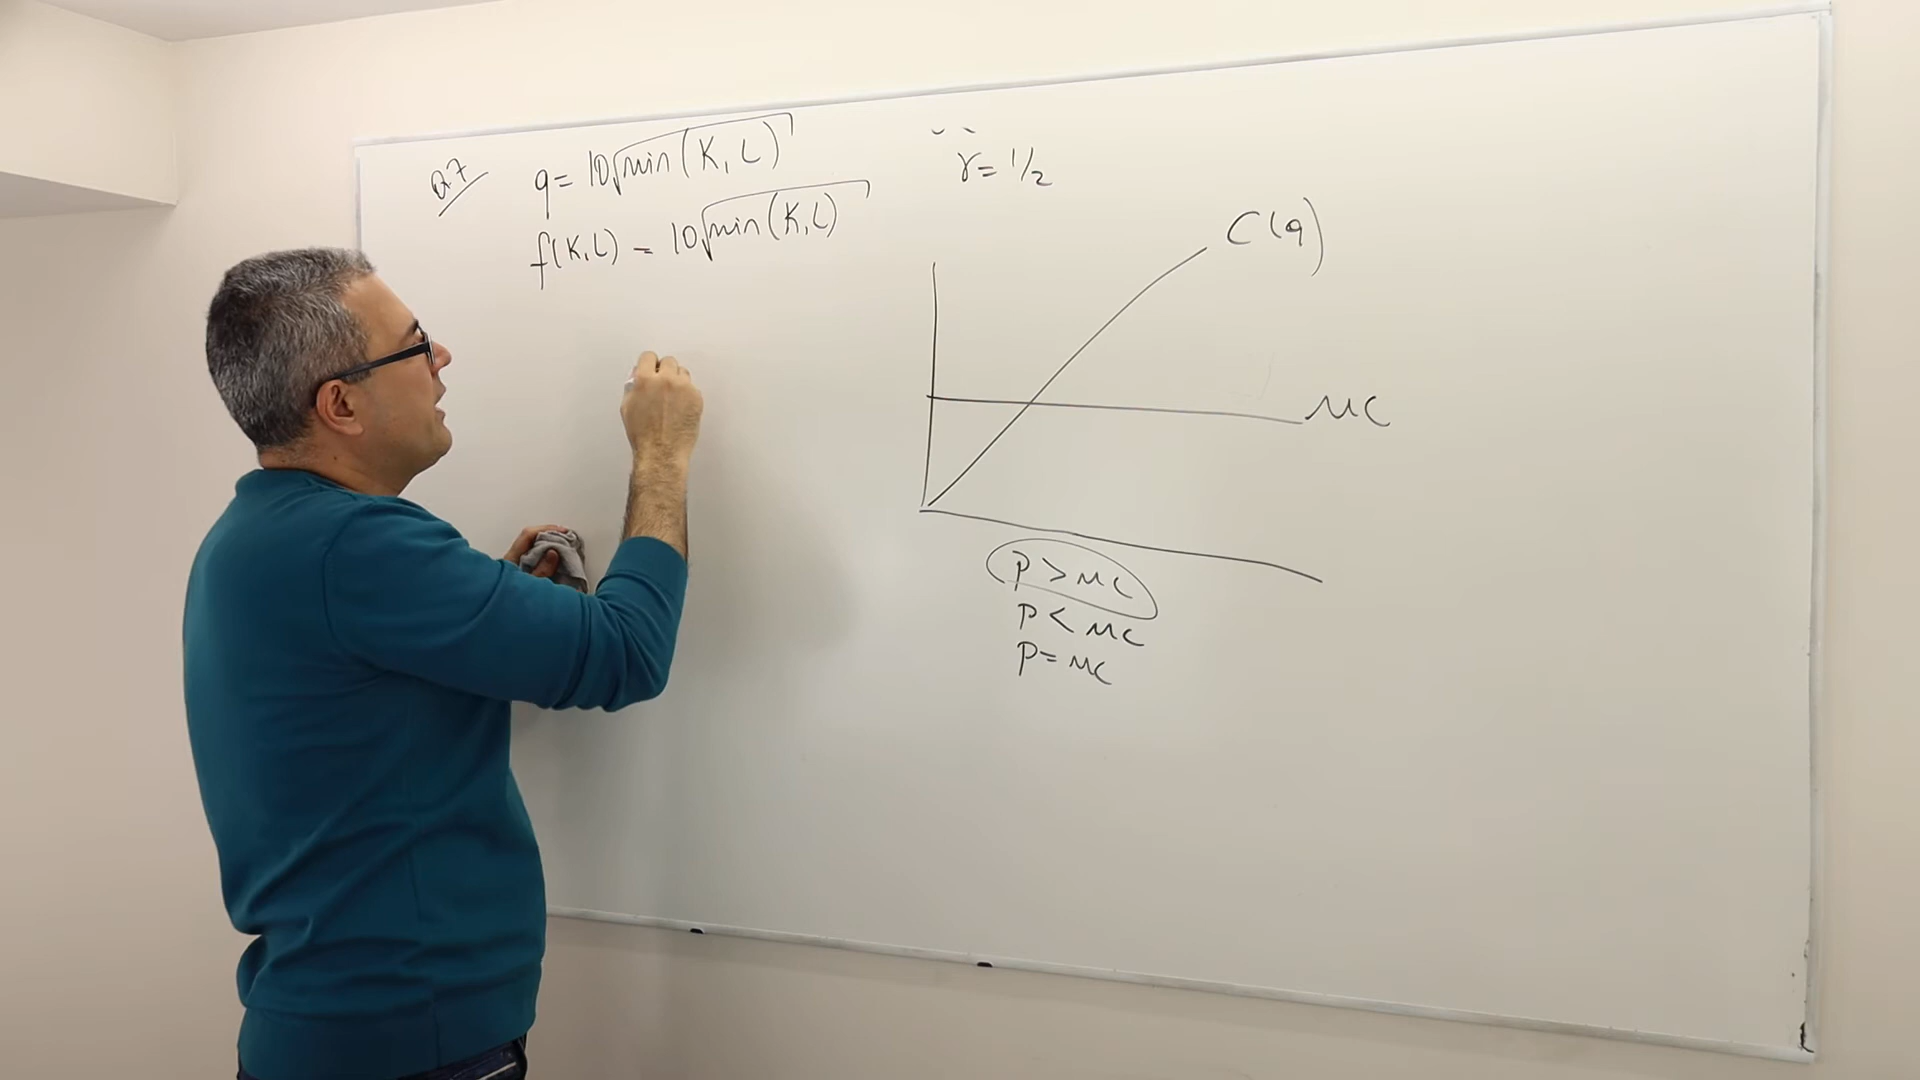 Q7
q = 10√min(K, L)
f(K, L) = 10√min(K, L)
γ = 1/2
C(q)
MC
P > MC
P < MC
P = MC